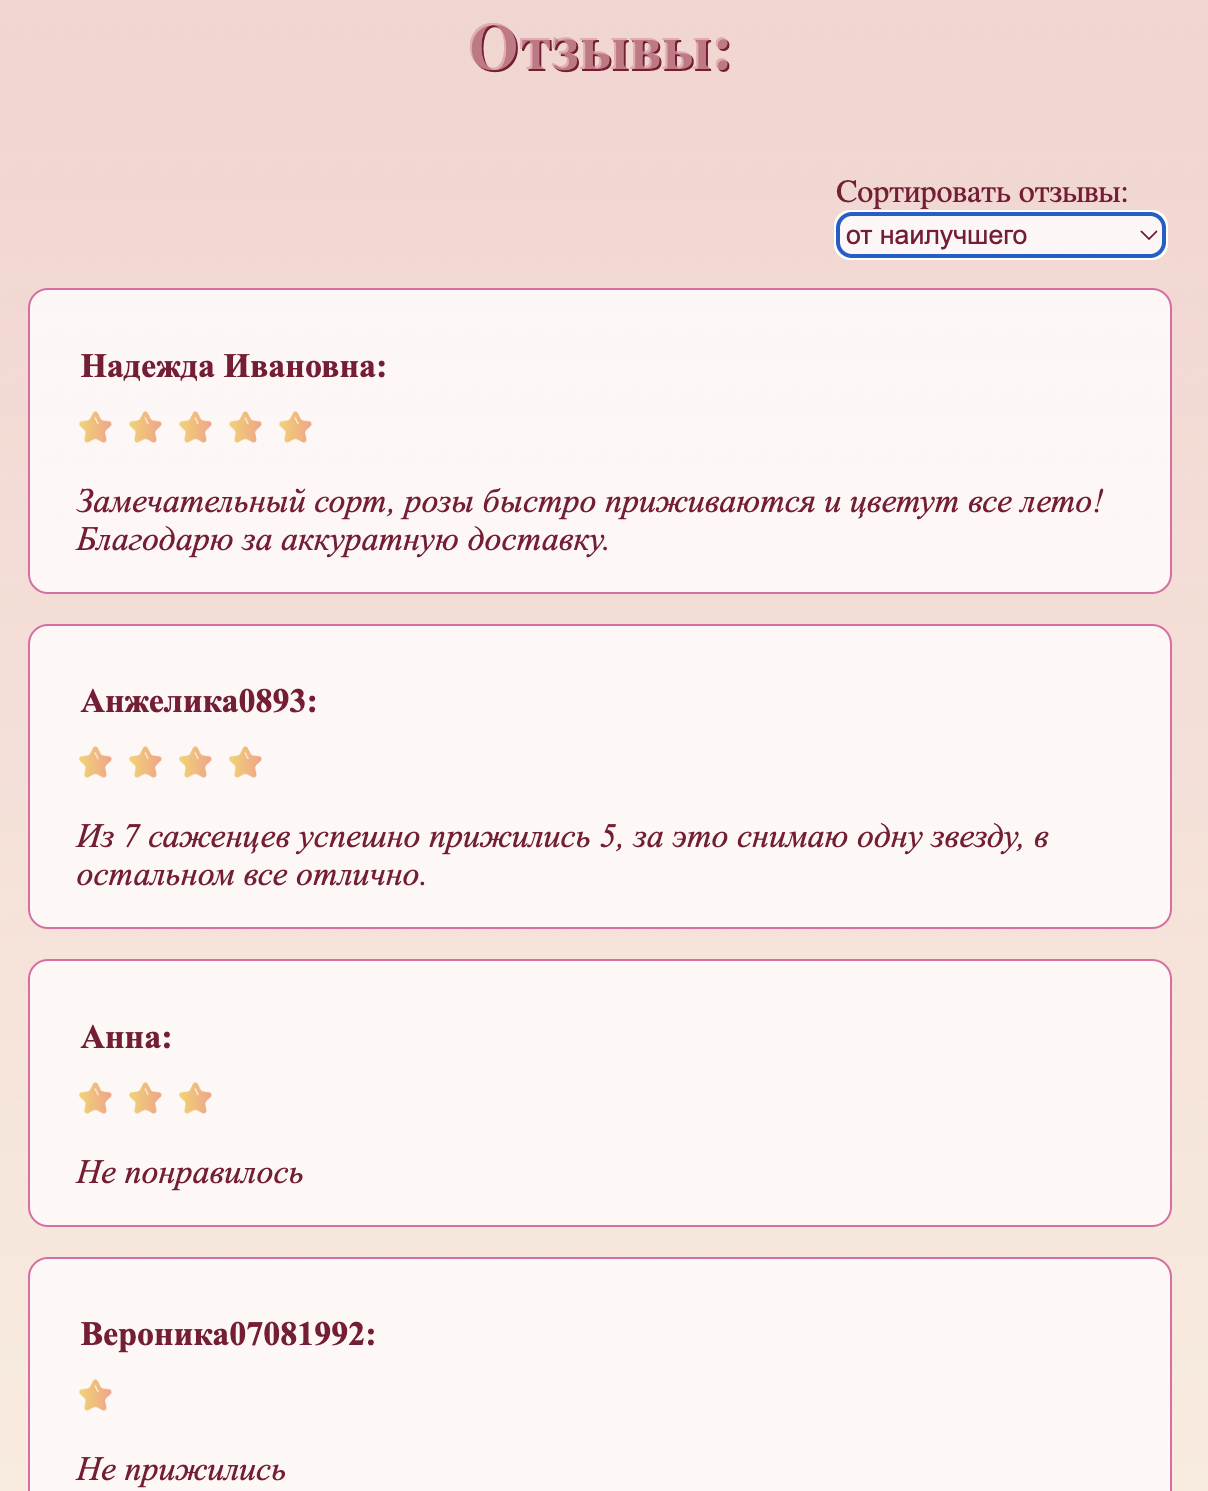 Отзывы:
Сортировать отзывы:
от наилучшего
Надежда Ивановна:
Замечательный сорт, розы быстро приживаются и цветут все лето!
Благодарю за аккуратную доставку.
Анжелика0893:
Из 7 саженцев успешно прижились 5, за это снимаю одну звезду, в
остальном все отлично.
Анна:
Не понравилось
Вероника07081992:
Не прижились